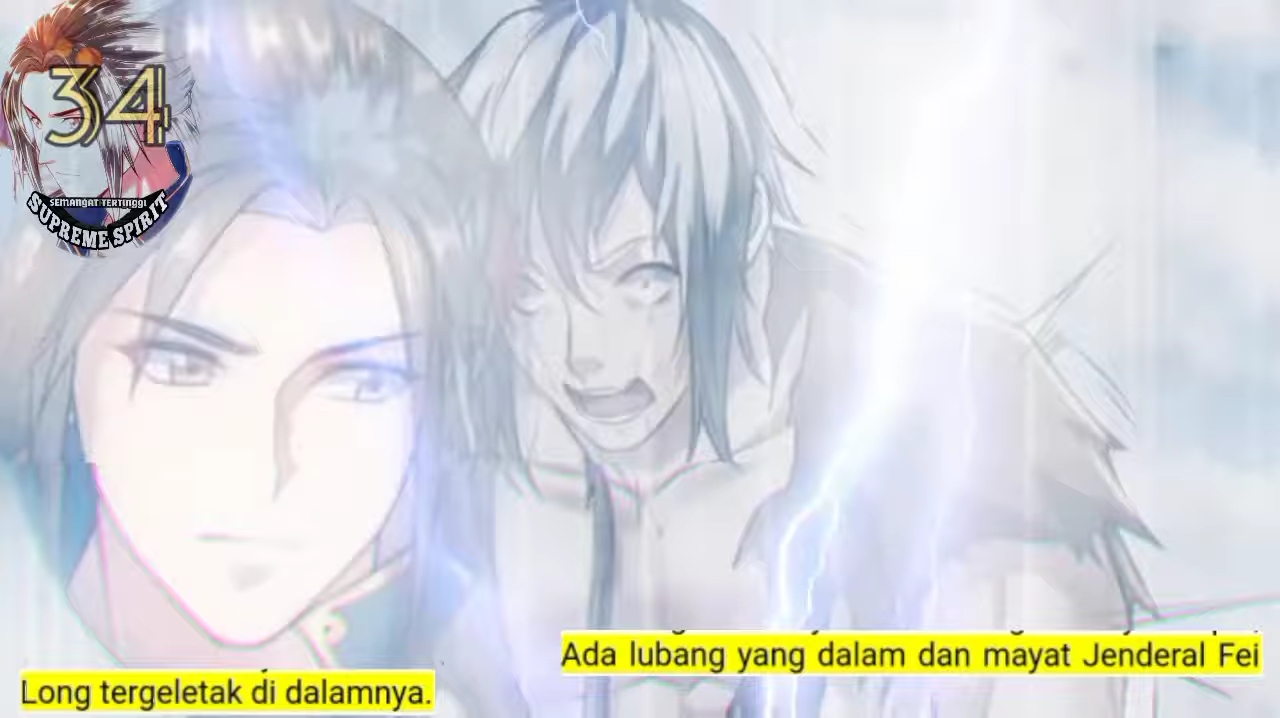 34
SEMANGAT TERTINGGI
SUPREME SPIRIT
Ada lubang yang dalam dan mayat Jenderal Fei
Long tergeletak di dalamnya.